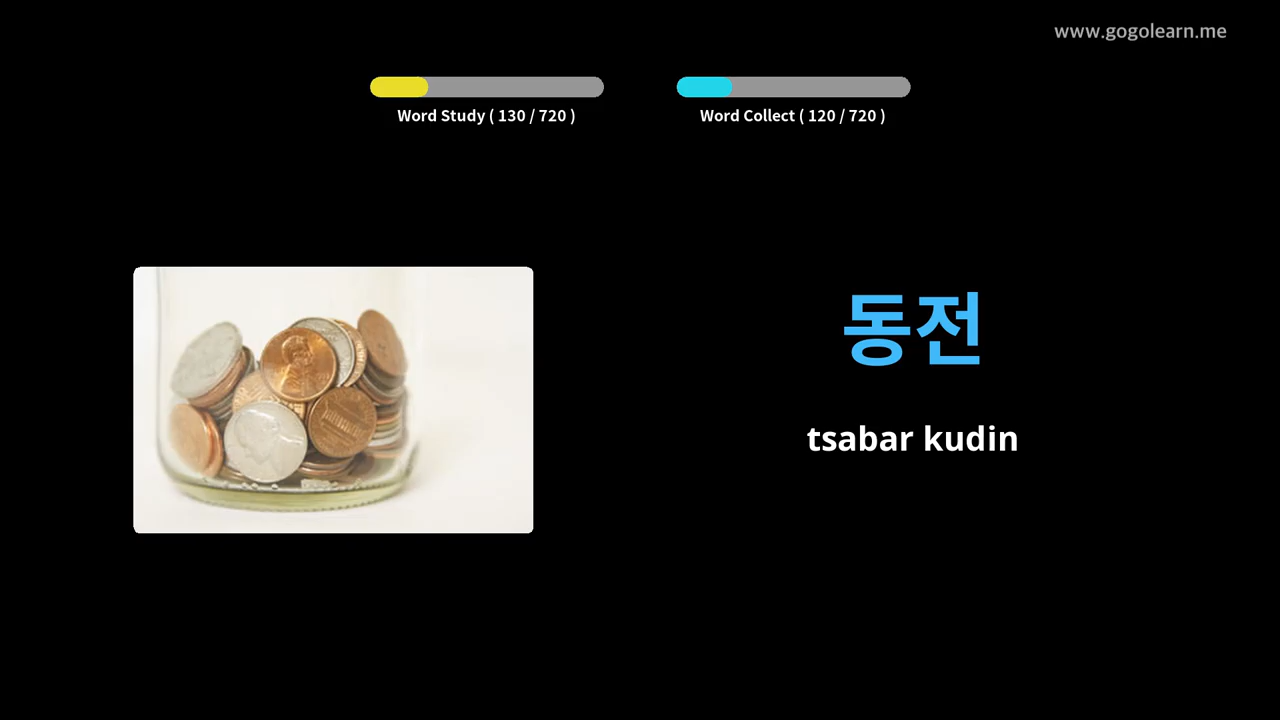 www.gogolearn.me
Word Study ( 130 / 720 )
Word Collect ( 120 / 720 )
동전
tsabar kudin